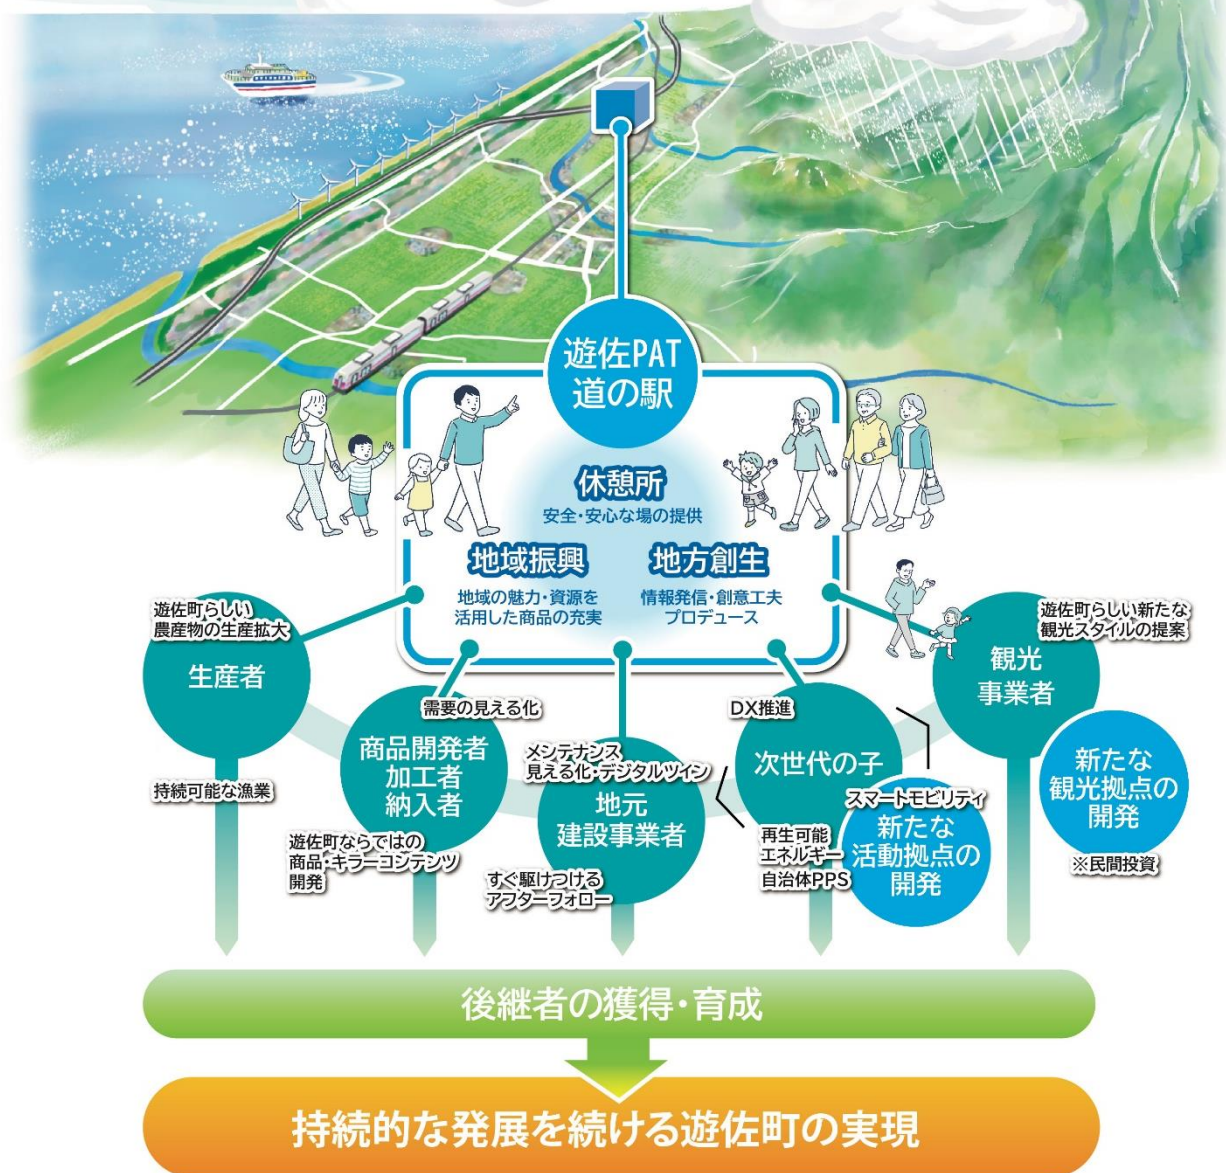 遊佐PAT
道の駅
休憩所
安全・安心な場の提供
地域振興
地域の魅力・資源を
活用した商品の充実
地方創生
情報発信・創意工夫
プロデュース
遊佐町らしい
農産物の生産拡大
生産者
持続可能な漁業
需要の見える化
商品開発者
加工者
納入者
遊佐町ならではの
商品・キラーコンテンツ
開発
メンテナンス
見える化・デジタルツイン
地元
建設事業者
すぐ駆けつける
アフターフォロー
DX推進
次世代の子
再生可能
エネルギー
自治体PPS
スマートモビリティ
新たな
活動拠点の
開発
遊佐町らしい新たな
観光スタイルの提案
観光
事業者
新たな
観光拠点の
開発
※民間投資
後継者の獲得・育成
持続的な発展を続ける遊佐町の実現